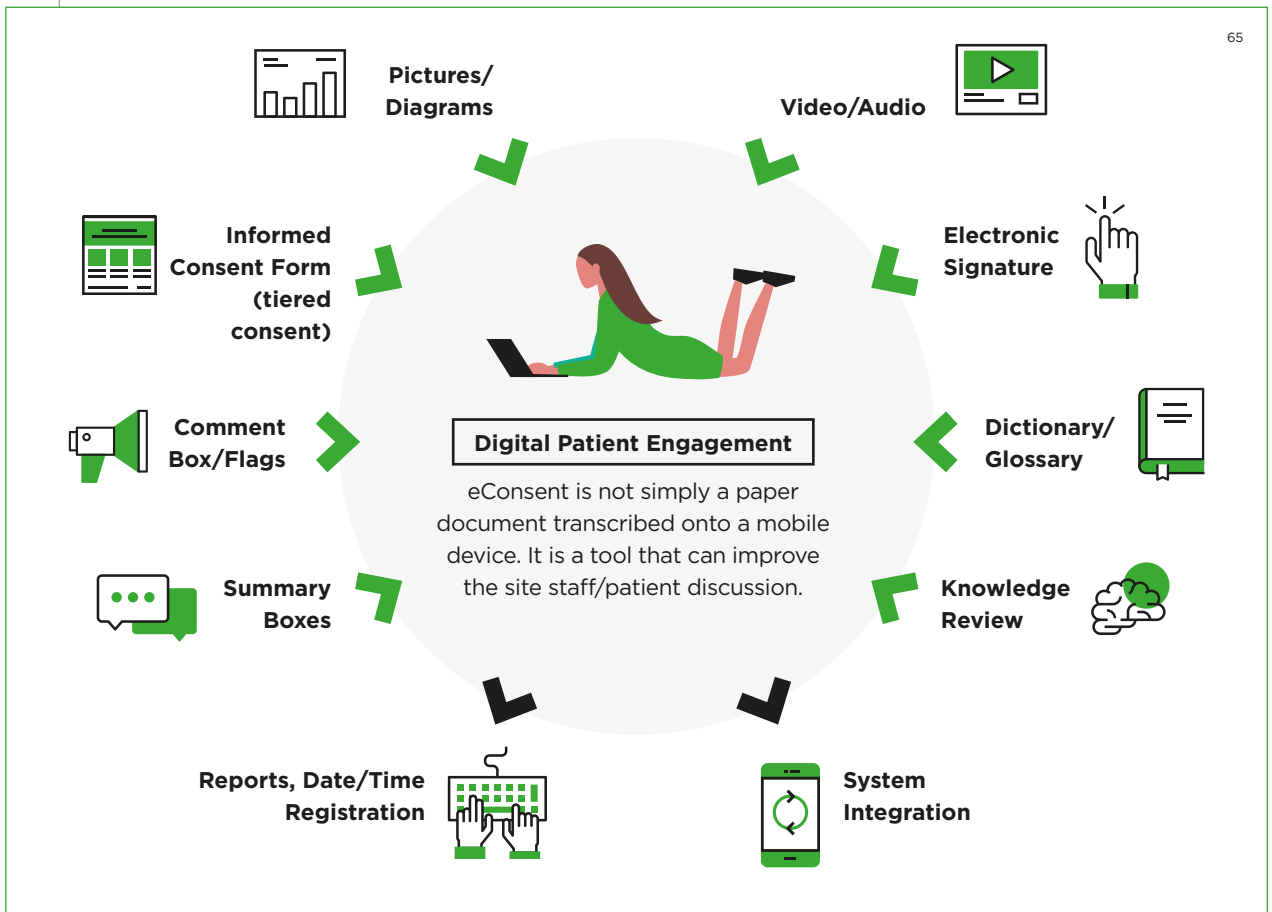 65
Pictures/
Diagrams
Video/Audio
Informed
Consent Form
(tiered
consent)
Electronic
Signature
Comment
Box/Flags
Dictionary/
Glossary
Digital Patient Engagement
eConsent is not simply a paper
document transcribed onto a mobile
device. It is a tool that can improve
the site staff/patient discussion.
Summary
Boxes
Knowledge
Review
Reports, Date/Time
Registration
System
Integration